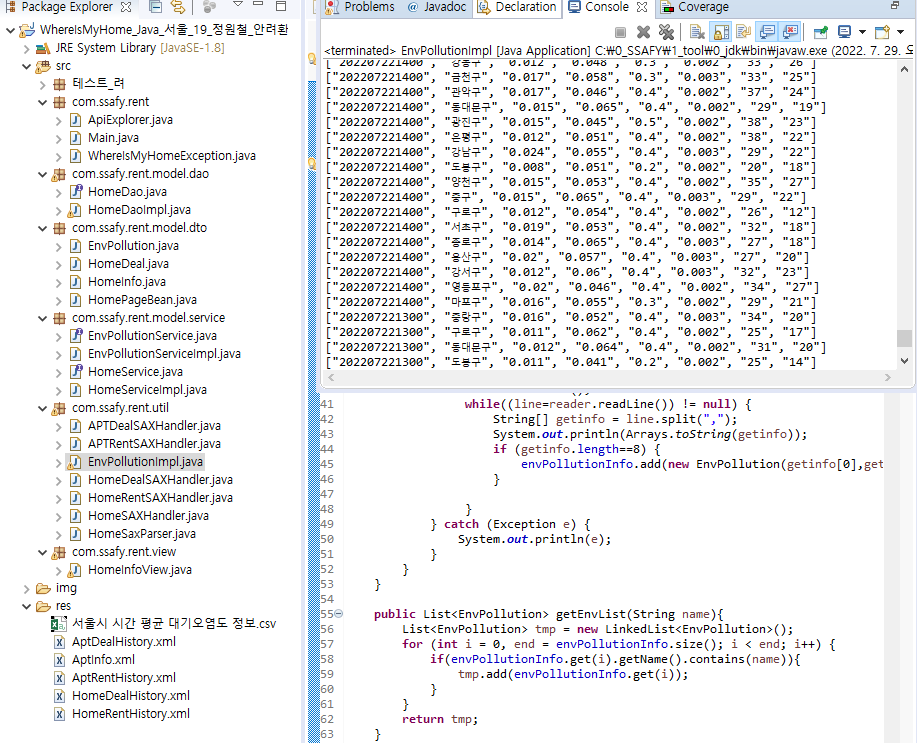 Package Explorer
WhereIsMyHome_Java_서울_19_정원철_안려환
JRE System Library [JavaSE-1.8]
src
테스트_려
com.ssafy.rent
ApiExplorer.java
Main.java
WhereIsMyHomeException.java
com.ssafy.rent.model.dao
HomeDao.java
HomeDaoImpl.java
com.ssafy.rent.model.dto
EnvPollution.java
HomeDeal.java
HomeInfo.java
HomePageBean.java
com.ssafy.rent.model.service
EnvPollutionService.java
EnvPollutionServiceImpl.java
HomeService.java
HomeServiceImpl.java
com.ssafy.rent.util
APTDealSAXHandler.java
APTRentSAXHandler.java
EnvPollutionImpl.java
HomeDealSAXHandler.java
HomeRentSAXHandler.java
HomeSAXHandler.java
HomeSaxParser.java
com.ssafy.rent.view
HomeInfoView.java
img
res
서울시 시간 평균 대기오염도 정보.csv
AptDealHistory.xml
AptInfo.xml
AptRentHistory.xml
HomeDealHistory.xml
HomeRentHistory.xml
Problems @ Javadoc Declaration Console Coverage
<terminated> EnvPollutionImpl [Java Application] C:₩0_SSAFY₩1_tool₩0_jdk₩bin₩javaw.exe (2022. 7. 29.
["202207221400", "강동구", "0.012", "0.048", "0.3", "0.002", "33", "26"]
["202207221400", "금천구", "0.017", "0.058", "0.3", "0.003", "33", "25"]
["202207221400", "관악구", "0.017", "0.046", "0.4", "0.002", "37", "24"]
["202207221400", "동대문구", "0.015", "0.065", "0.4", "0.002", "29", "19"]
["202207221400", "광진구", "0.015", "0.045", "0.5", "0.002", "38", "23"]
["202207221400", "은평구", "0.012", "0.051", "0.4", "0.002", "38", "22"]
["202207221400", "강남구", "0.024", "0.055", "0.4", "0.003", "29", "22"]
["202207221400", "도봉구", "0.008", "0.051", "0.2", "0.002", "20", "18"]
["202207221400", "양천구", "0.015", "0.053", "0.4", "0.002", "35", "27"]
["202207221400", "중구", "0.015", "0.065", "0.4", "0.003", "29", "22"]
["202207221400", "구로구", "0.012", "0.054", "0.4", "0.002", "26", "12"]
["202207221400", "서초구", "0.019", "0.053", "0.4", "0.002", "32", "18"]
["202207221400", "종로구", "0.014", "0.065", "0.4", "0.003", "27", "18"]
["202207221400", "용산구", "0.02", "0.057", "0.4", "0.003", "27", "20"]
["202207221400", "강서구", "0.012", "0.06", "0.4", "0.003", "32", "23"]
["202207221400", "영등포구", "0.02", "0.046", "0.4", "0.002", "34", "27"]
["202207221400", "마포구", "0.016", "0.055", "0.3", "0.002", "29", "21"]
["202207221300", "중랑구", "0.016", "0.052", "0.4", "0.003", "34", "20"]
["202207221300", "구로구", "0.011", "0.062", "0.4", "0.002", "25", "17"]
["202207221300", "동대문구", "0.012", "0.064", "0.4", "0.002", "31", "20"]
["202207221300", "도봉구", "0.011", "0.041", "0.2", "0.002", "25", "14"]
41 while((line=reader.readLine()) != null) {
42 String[] getinfo = line.split(",");
43 System.out.println(Arrays.toString(getinfo));
44 if (getinfo.length==8) {
45 envPollutionInfo.add(new EnvPollution(getinfo[0],get
46 }
47
48 }
49 } catch (Exception e) {
50 System.out.println(e);
51 }
52 }
53 }
54
55 public List<EnvPollution> getEnvList(String name){
56 List<EnvPollution> tmp = new LinkedList<EnvPollution>();
57 for (int i = 0, end = envPollutionInfo.size(); i < end; i++) {
58 if(envPollutionInfo.get(i).getName().contains(name)){
59 tmp.add(envPollutionInfo.get(i));
60 }
61 }
62 return tmp;
63 }